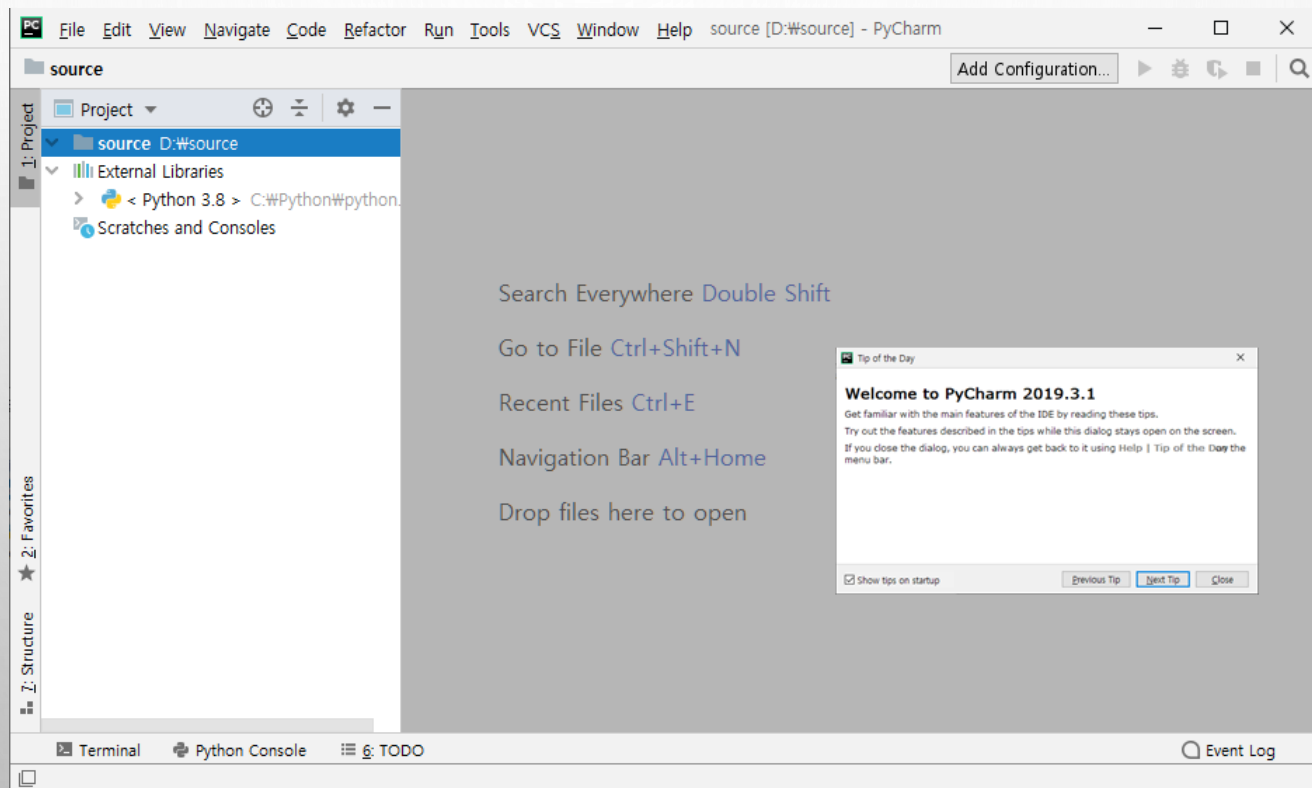 PC File Edit View Navigate Code Refactor Run Tools VCS Window Help source [D:₩source] - PyCharm
source
Add Configuration...
1: Project
Project
source D:₩source
External Libraries
< Python 3.8 > C:₩Python₩python.
Scratches and Consoles
Search Everywhere Double Shift
Go to File Ctrl+Shift+N
Recent Files Ctrl+E
Navigation Bar Alt+Home
Drop files here to open
Tip of the Day
Welcome to PyCharm 2019.3.1
Get familiar with the main features of the IDE by reading these tips.
Try out the features described in the tips while this dialog stays open on the screen.
If you close the dialog, you can always get back to it using Help | Tip of the Day the
menu bar.
Show tips on startup
Previous Tip
Next Tip
Close
2: Favorites
7: Structure
Terminal
Python Console
6: TODO
Event Log